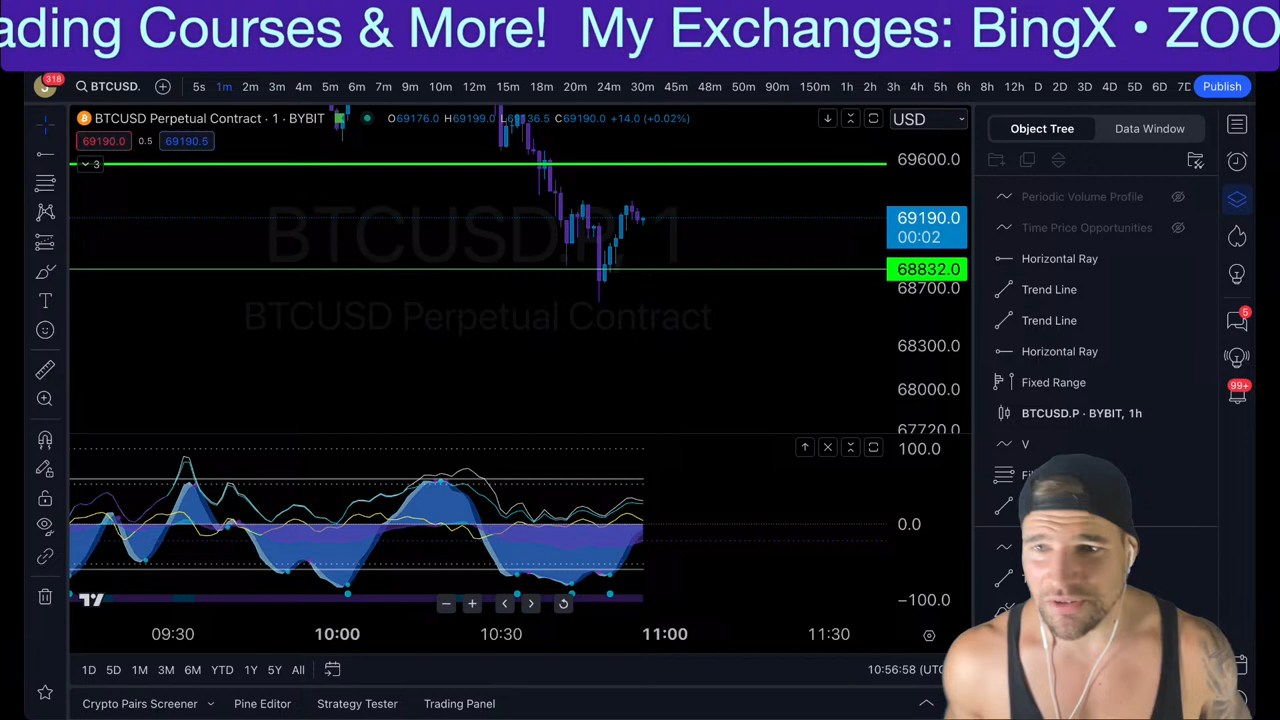 ading Courses & More! My Exchanges: BingX • ZOO
318
BTCUSD.
5s 1m 2m 3m 4m 5m 6m 7m 9m 10m 12m 15m 18m 20m 24m 30m 45m 48m 50m 90m 150m 1h 2h 3h 4h 5h 6h 8h 12h D 2D 3D 4D 5D 6D 7D
Publish
BTCUSD Perpetual Contract · 1 · BYBIT
O69176.0 H69199.0 L69136.5 C69190.0 +14.0 (+0.02%)
USD
69190.0 0.5 69190.5
3
BTCUSD.P, 1
BTCUSD Perpetual Contract
69600.0
69190.0
00:02
68832.0
68700.0
68300.0
68000.0
67720.0
100.0
0.0
−100.0
09:30 10:00 10:30 11:00 11:30
1D 5D 1M 3M 6M YTD 1Y 5Y All
10:56:58 (UTC
Crypto Pairs Screener Pine Editor Strategy Tester Trading Panel
Object Tree Data Window
Periodic Volume Profile
Time Price Opportunities
Horizontal Ray
Trend Line
Trend Line
Horizontal Ray
Fixed Range
BTCUSD.P · BYBIT, 1h
V
5
99+